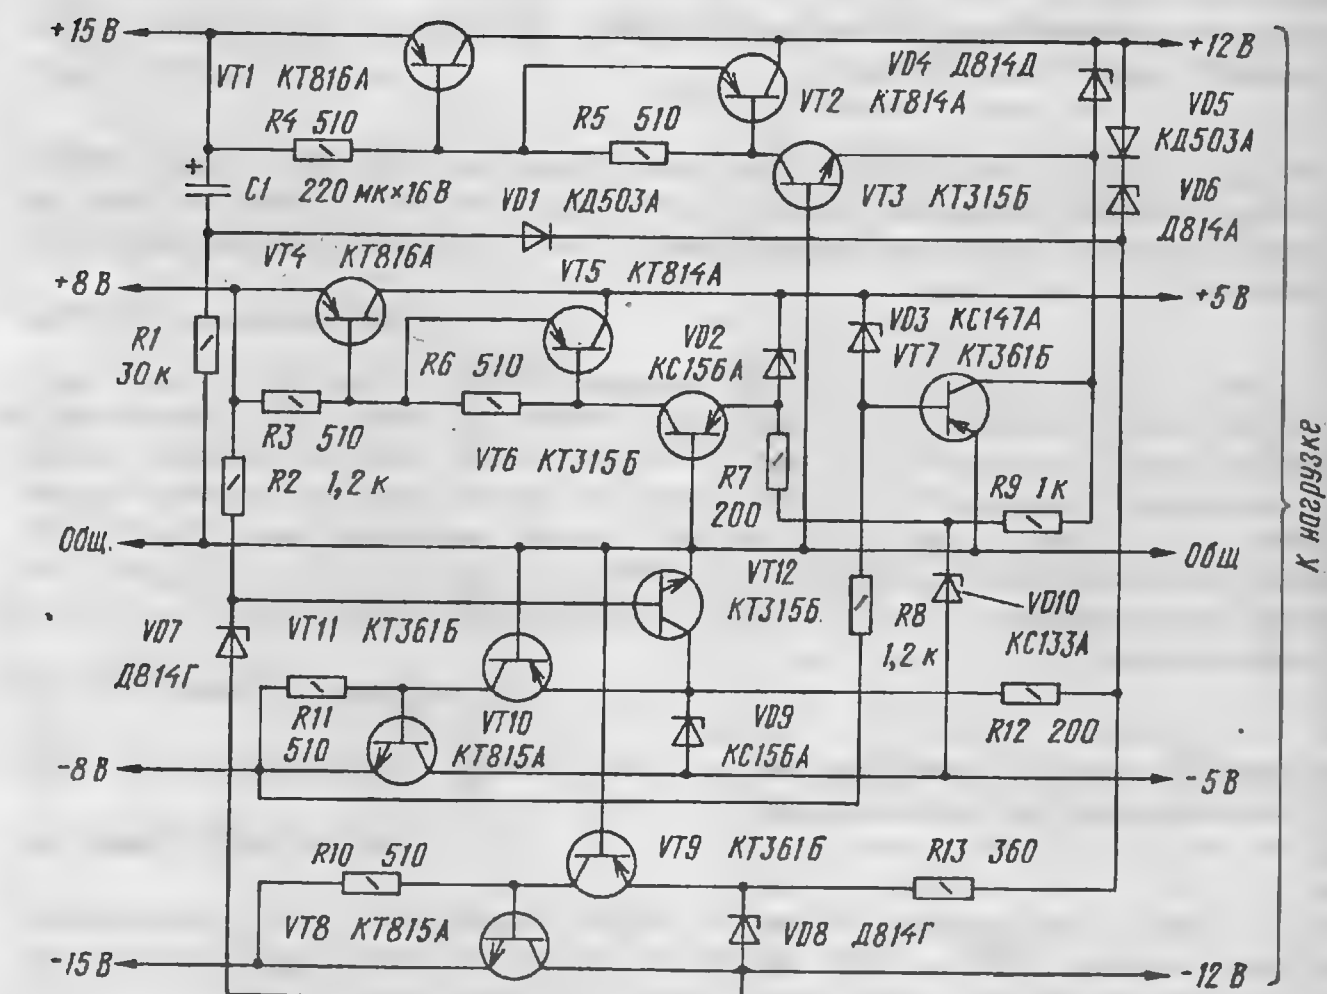 +15 В
+12 В
VT1 КТ816А
VD4 Д814Д
R4 510
R5 510
VT2 КТ814А
VD5
КД503А
+
C1 220 мк×16 В
VD1 КД503А
VT3 КТ315Б
VD6
Д814А
VT4 КТ816А
VT5 КТ814А
+8 В
+5 В
R1
30 к
R6 510
VD2
КС156А
VD3 КС147А
VT7 КТ361Б
R3 510
R2 1,2 к
VT6 КТ315Б
R7
200
R9 1 к
Общ.
Общ
К нагрузке
VT12
КТ315Б
VD7
Д814Г
VT11 КТ361Б
R8
1,2 к
VD10
КС133А
R11
510
VT10
КТ815А
VD9
КС156А
R12 200
-8 В
-5 В
R10 510
VT9 КТ361Б
R13 360
VT8 КТ815А
VD8 Д814Г
-15 В
-12 В